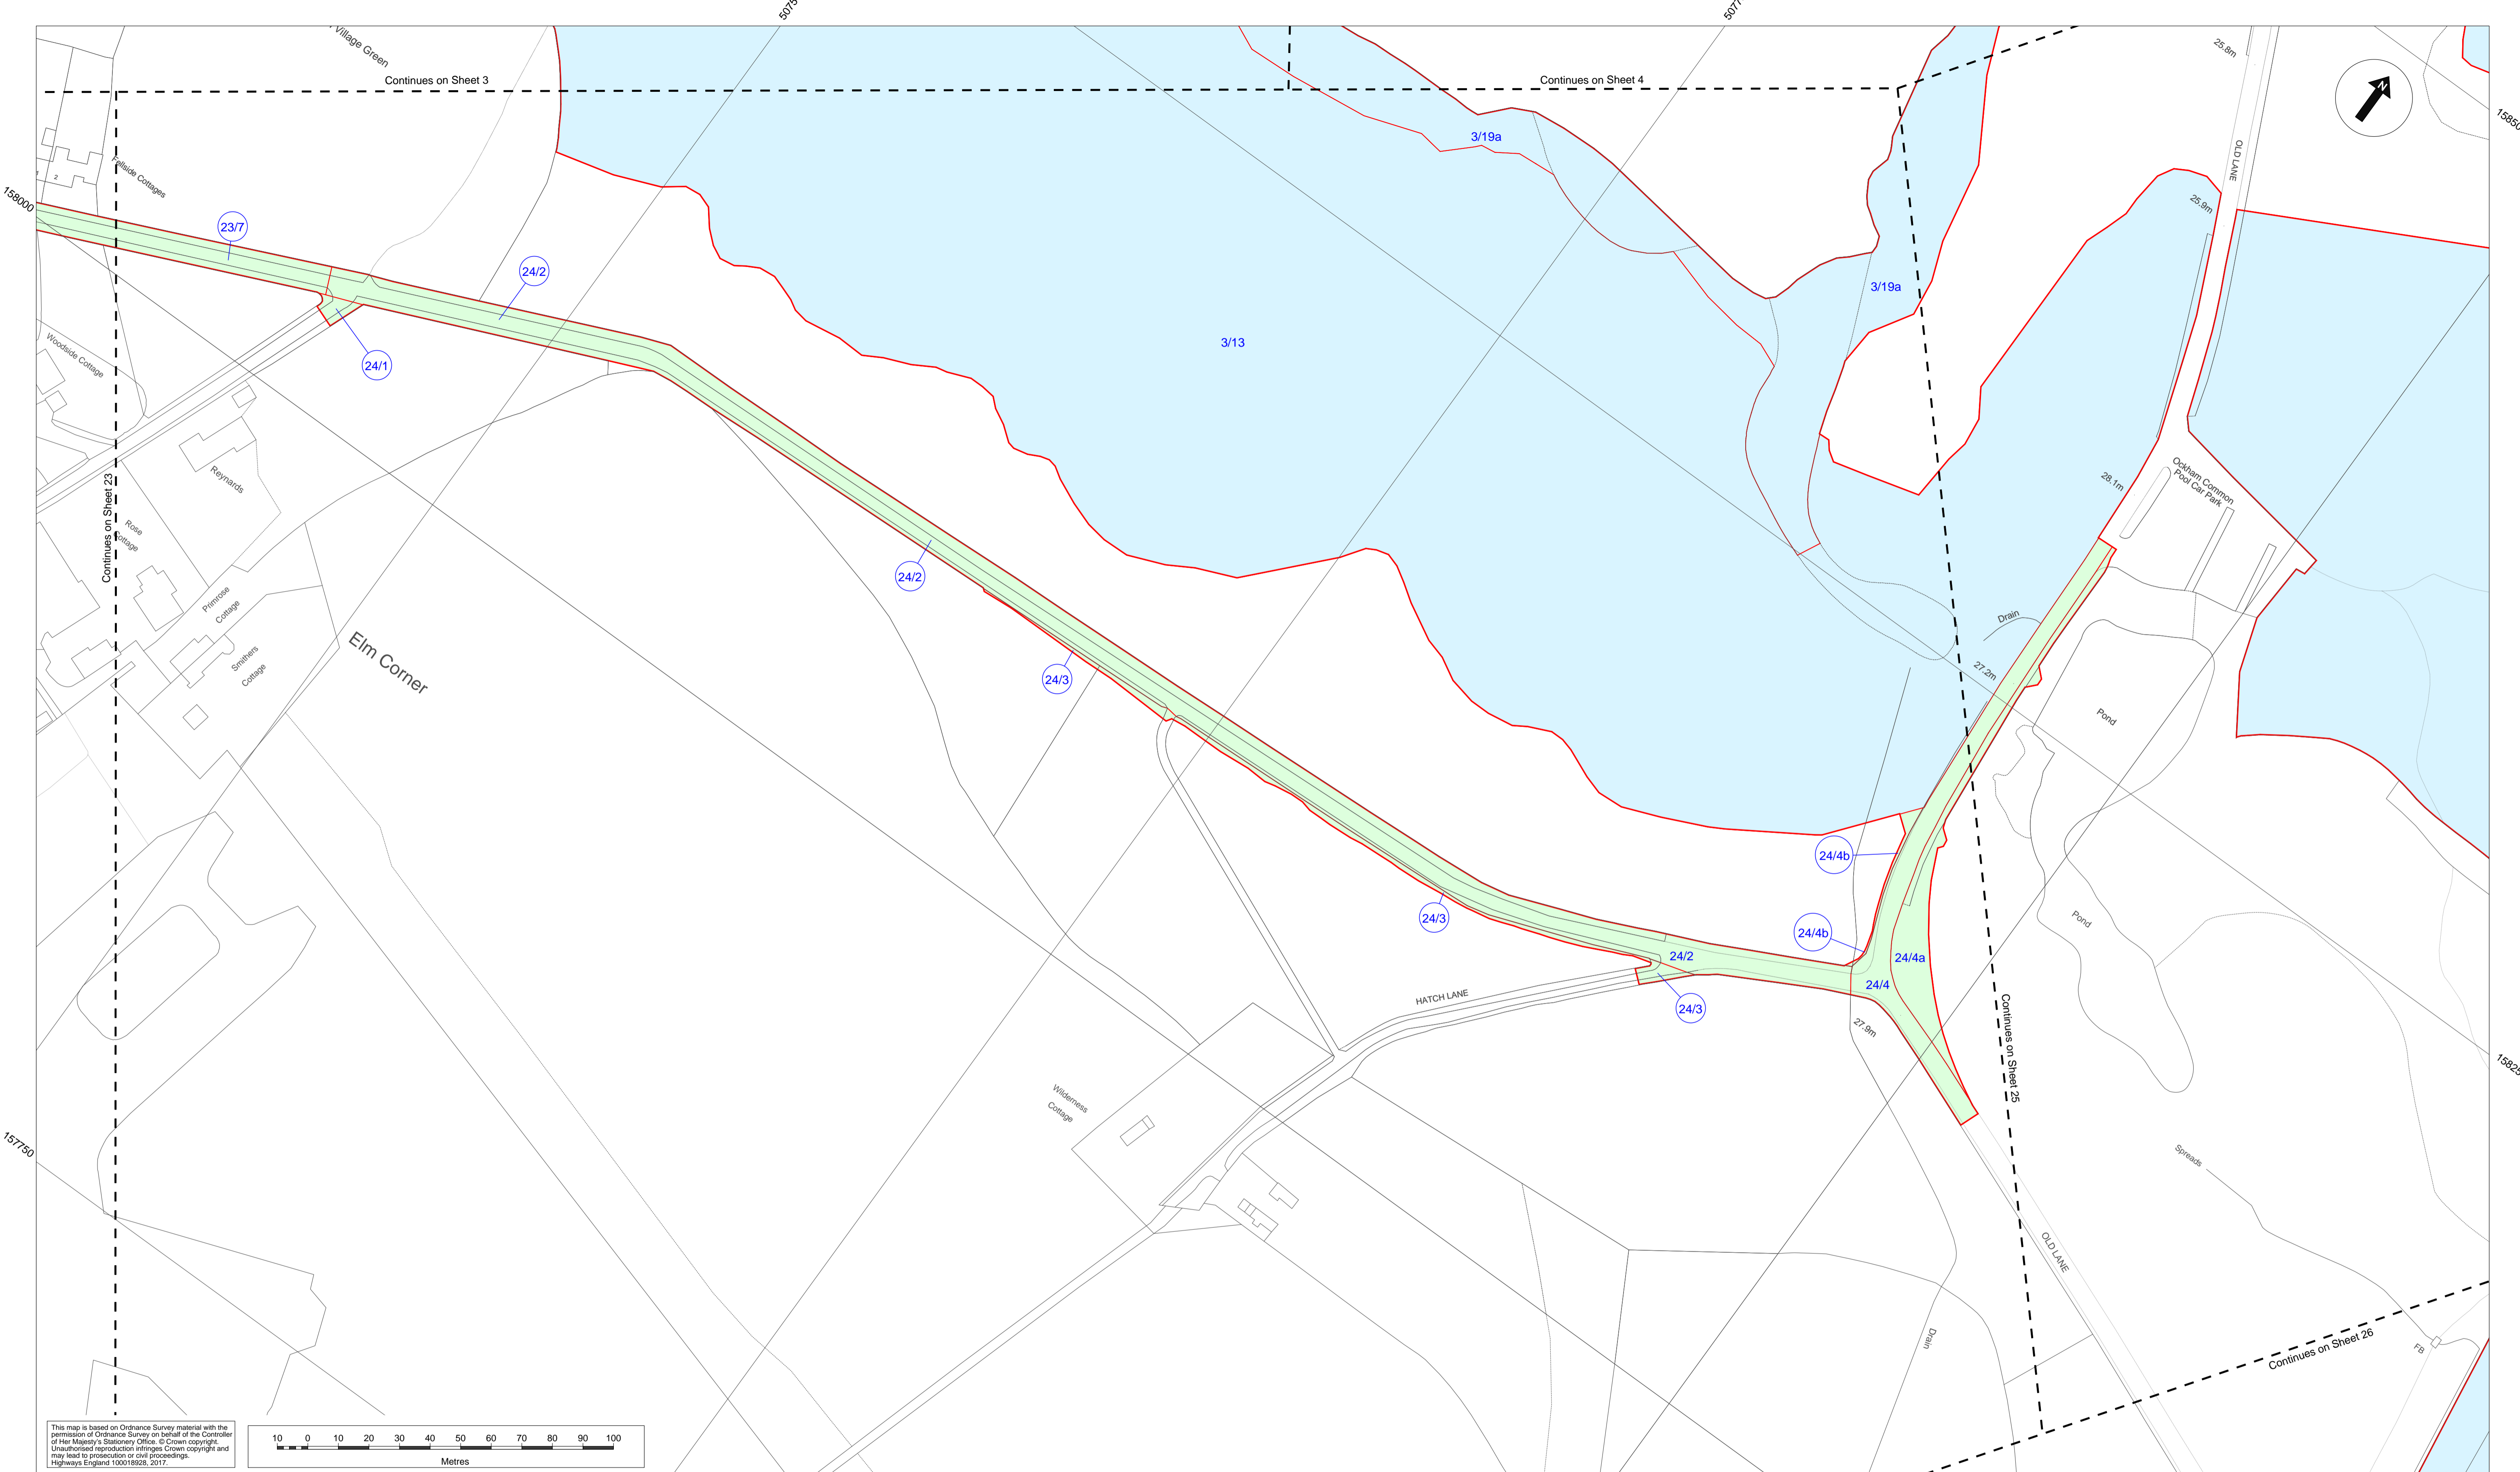 Village Green
Continues on Sheet 3
Continues on Sheet 4
25.8m
N
15850
158000
Fellside Cottages
2
23/7
24/2
24/1
Woodside Cottage
3/19a
3/19a
3/13
OLD LANE
25.9m
28.1m
Ockham Common
Pool Car Park
Continues on Sheet 23
Reynards
Rose
Cottage
Primrose
Cottage
Smithers
Cottage
Elm Corner
24/2
24/3
Drain
27.2m
Pond
Pond
24/4b
24/4b
24/3
24/2
24/4a
24/4
24/3
HATCH LANE
27.9m
Continues on Sheet 25
15825
Wilderness
Cottage
157750
Spreads
OLD LANE
Drain
Continues on Sheet 26
FB
This map is based on Ordnance Survey material with the
permission of Ordnance Survey on behalf of the Controller
of Her Majesty's Stationery Office. © Crown copyright.
Unauthorised reproduction infringes Crown copyright and
may lead to prosecution or civil proceedings.
Highways England 100018928, 2017.
10 0 10 20 30 40 50 60 70 80 90 100
Metres